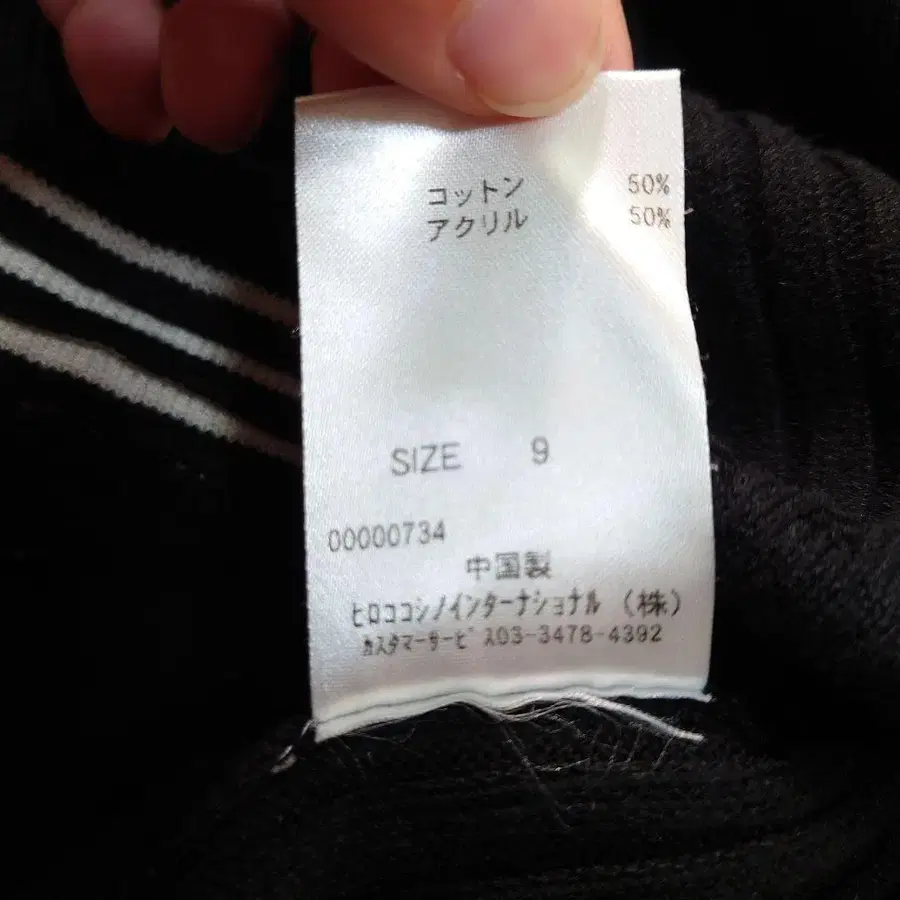 コットン 50%
アクリル 50%
SIZE 9
00000734
中国製
ヒロココシノインターナショナル (株)
カスタマーサービス03-3478-4392